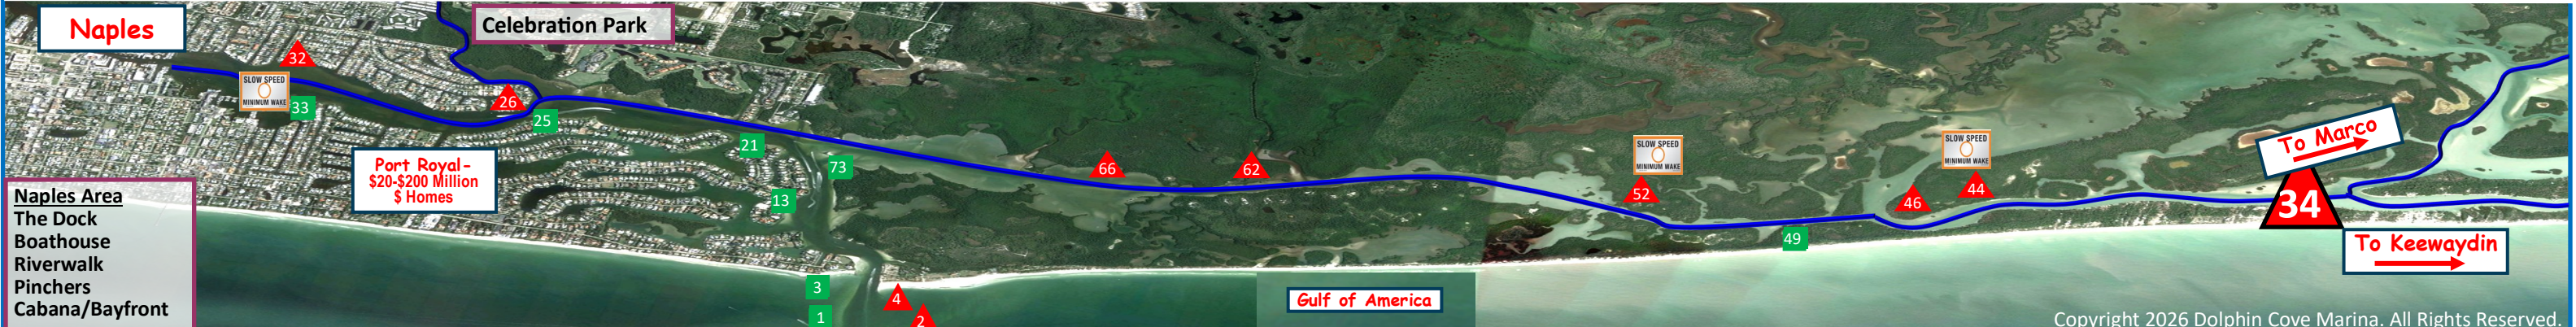 Naples
Celebration Park
32
SLOW SPEED
MINIMUM WAKE
33
26
25
21
73
13
66
62
SLOW SPEED
MINIMUM WAKE
52
SLOW SPEED
MINIMUM WAKE
44
46
49
To Marco
34
To Keewaydin
Port Royal-
$20-$200 Million
$ Homes
Naples Area
The Dock
Boathouse
Riverwalk
Pinchers
Cabana/Bayfront
3
1
4
2
Gulf of America
Copyright 2026 Dolphin Cove Marina. All Rights Reserved.